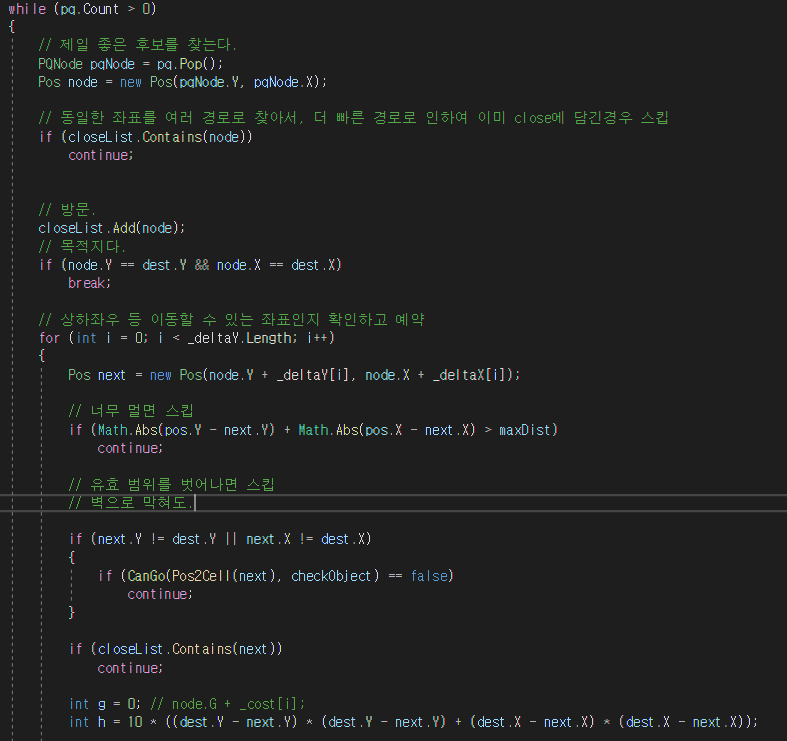 while (pq.Count > 0)
{
// 제일 좋은 후보를 찾는다.
PQNode pqNode = pq.Pop();
Pos node = new Pos(pqNode.Y, pqNode.X);
// 동일한 좌표를 여러 경로로 찾아서, 더 빠른 경로로 인하여 이미 close에 담긴경우 스킵
if (closeList.Contains(node))
continue;
// 방문.
closeList.Add(node);
// 목적지다.
if (node.Y == dest.Y && node.X == dest.X)
break;
// 상하좌우 등 이동할 수 있는 좌표인지 확인하고 예약
for (int i = 0; i < _deltaY.Length; i++)
{
Pos next = new Pos(node.Y + _deltaY[i], node.X + _deltaX[i]);
// 너무 멀면 스킵
if (Math.Abs(pos.Y - next.Y) + Math.Abs(pos.X - next.X) > maxDist)
continue;
// 유효 범위를 벗어나면 스킵
// 벽으로 막혀도.
if (next.Y != dest.Y || next.X != dest.X)
{
if (CanGo(Pos2Cell(next), checkObject) == false)
continue;
}
if (closeList.Contains(next))
continue;
int g = 0; // node.G + _cost[i];
int h = 10 * ((dest.Y - next.Y) * (dest.Y - next.Y) + (dest.X - next.X) * (dest.X - next.X));